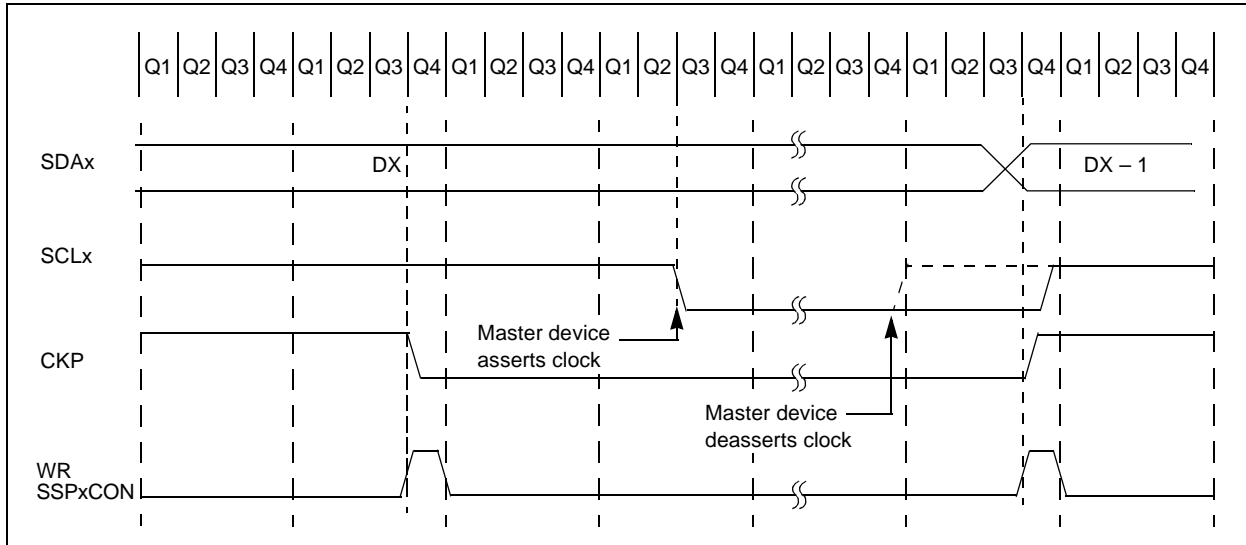 Q1 Q2 Q3 Q4 Q1 Q2 Q3 Q4 Q1 Q2 Q3 Q4 Q1 Q2 Q3 Q4 Q1 Q2 Q3 Q4 Q1 Q2 Q3 Q4 Q1 Q2 Q3 Q4
SDAx
DX
DX – 1
SCLx
Master device
asserts clock
CKP
Master device
deasserts clock
WR
SSPxCON